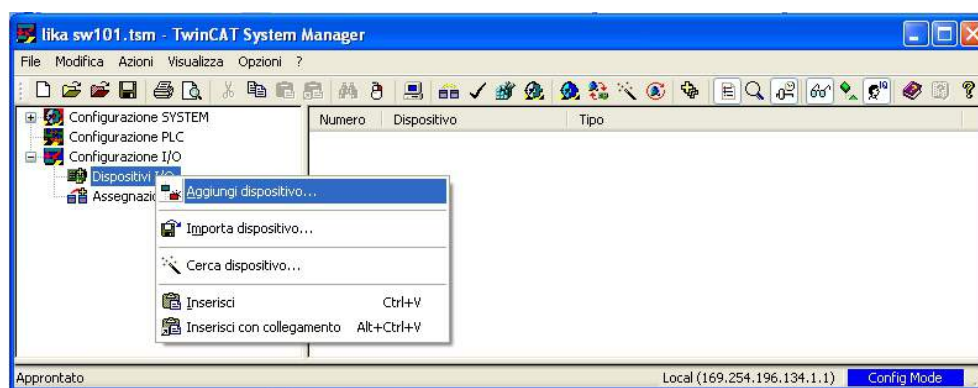 lika sw101.tsm - TwinCAT System Manager
File Modifica Azioni Visualizza Opzioni ?
Configurazione SYSTEM
Configurazione PLC
Configurazione I/O
Dispositivi I/O
Assegnazio
Numero Dispositivo Tipo
Aggiungi dispositivo...
Importa dispositivo...
Cerca dispositivo...
Inserisci Ctrl+V
Inserisci con collegamento Alt+Ctrl+V
Approntato Local (169.254.196.134.1.1) Config Mode